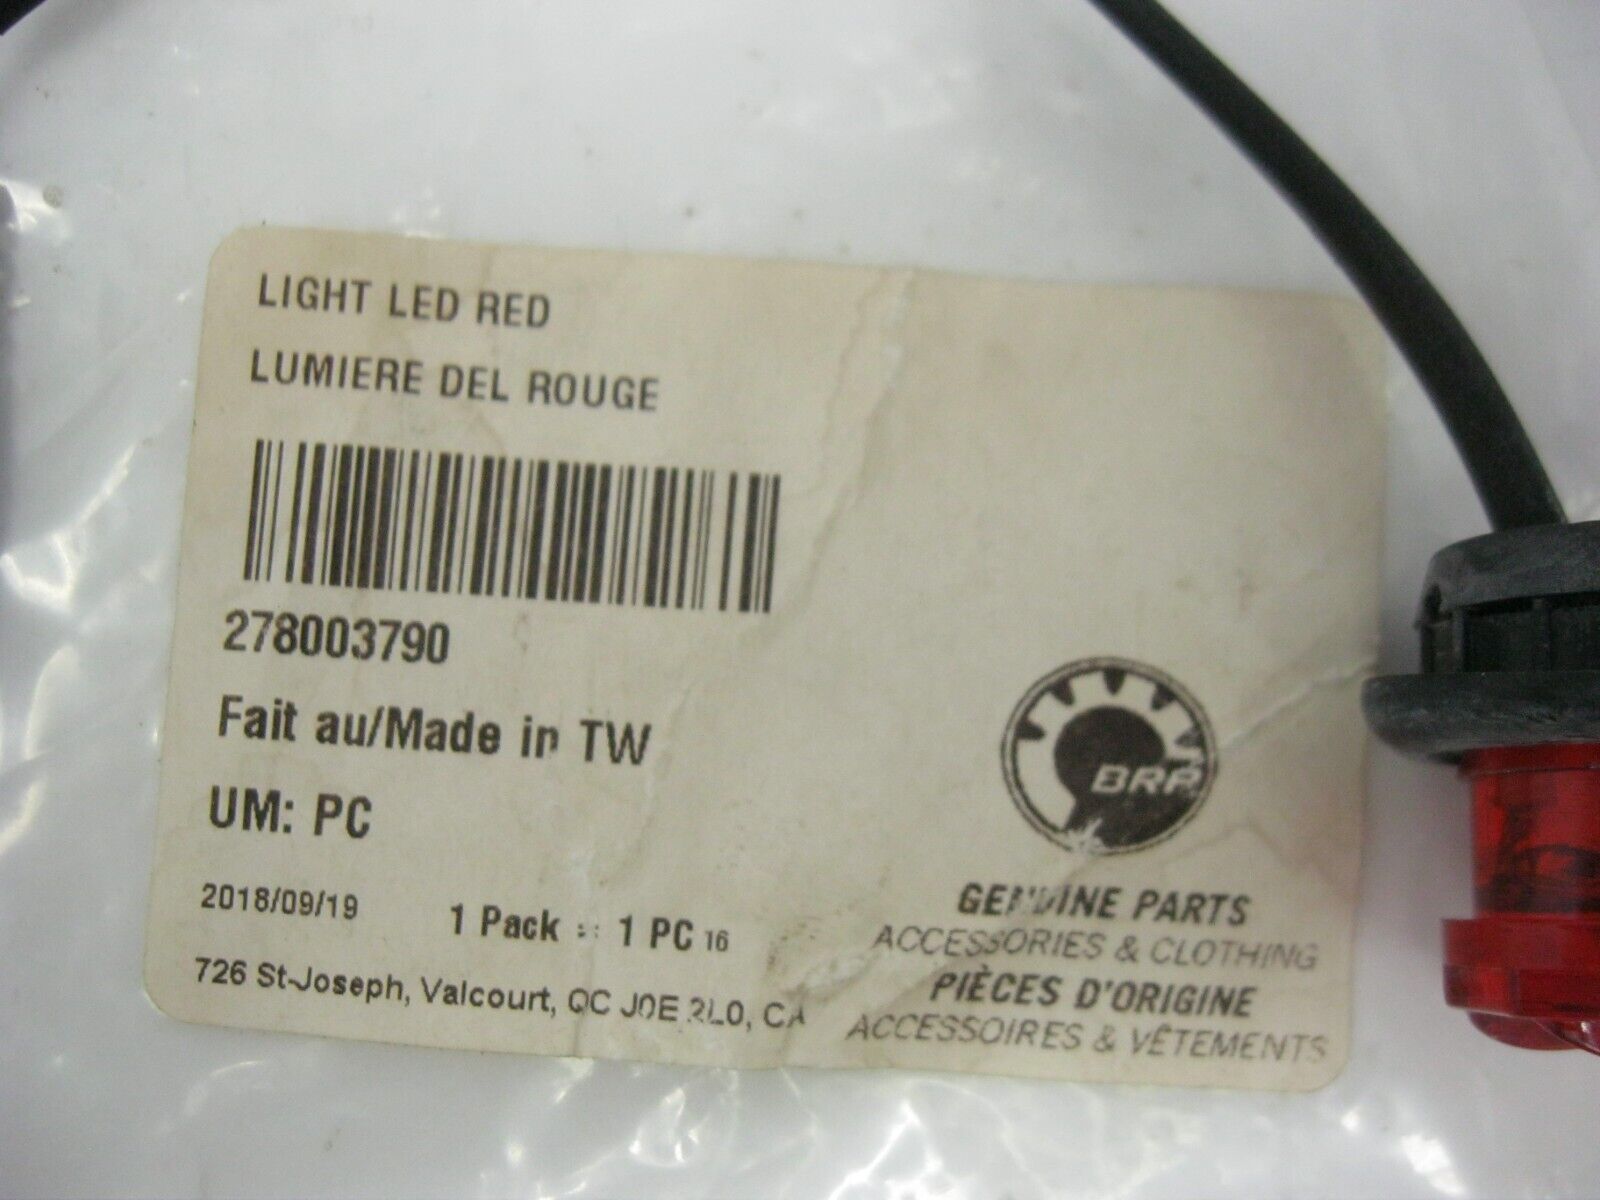 LIGHT LED RED
LUMIERE DEL ROUGE
278003790
Fait au/Made in TW
UM: PC
2018/09/19
1 Pack = 1 PC 16
726 St-Joseph, Valcourt, QC J0E 2L0, CA
BRP
GENUINE PARTS
ACCESSORIES & CLOTHING
PIÈCES D'ORIGINE
ACCESSOIRES & VÊTEMENTS